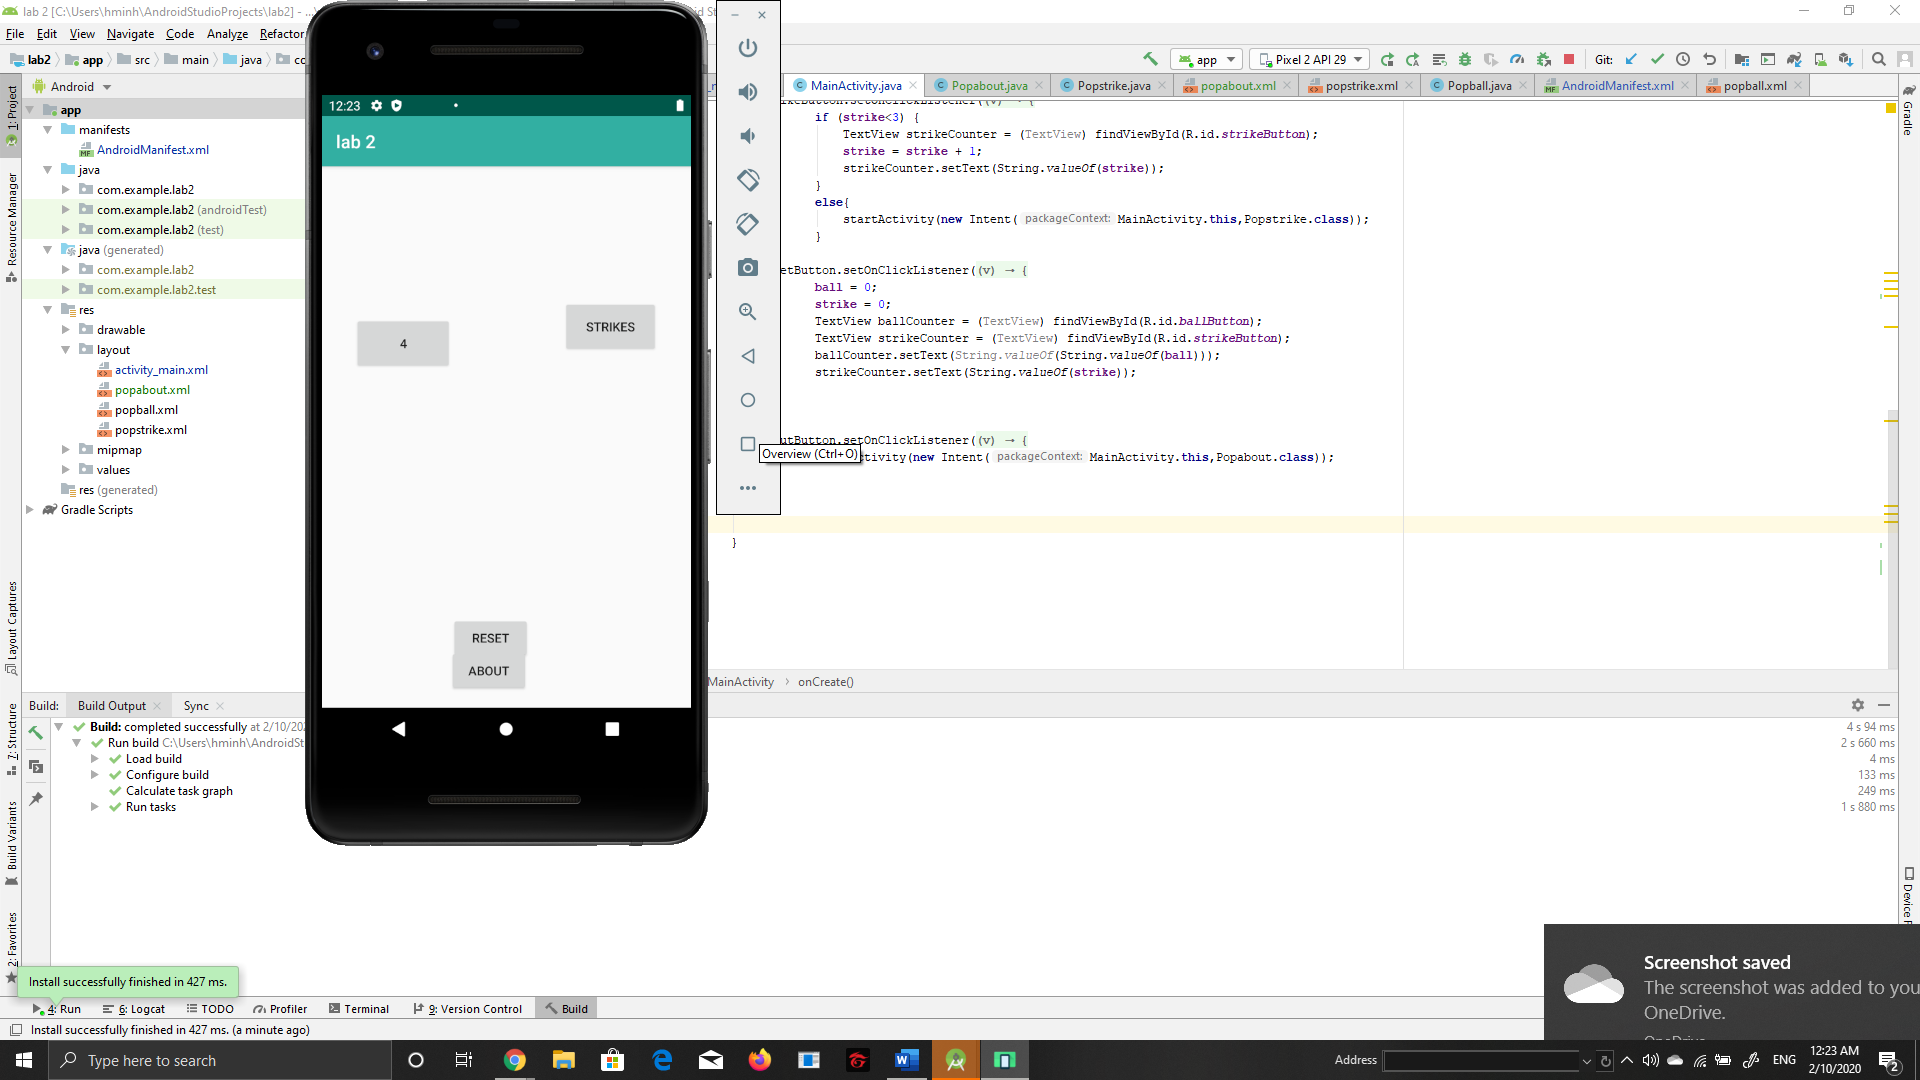 lab 2 [C:\Users\hminh\AndroidStudioProjects\lab2] - ...\
File Edit View Navigate Code Analyze Refactor
lab2 app src main java
app Pixel 2 API 29 Git:
Android
MainActivity.java Popabout.java Popstrike.java popabout.xml popstrike.xml Popball.java AndroidManifest.xml popball.xml
1: Project
Resource Manager
Layout Captures
7: Structure
Build Variants
2: Favorites
Gradle
app
manifests
AndroidManifest.xml
java
com.example.lab2
com.example.lab2 (androidTest)
com.example.lab2 (test)
java (generated)
com.example.lab2
com.example.lab2.test
res
drawable
layout
activity_main.xml
popabout.xml
popball.xml
popstrike.xml
mipmap
values
res (generated)
Gradle Scripts
12:23
lab 2
4
STRIKES
RESET
ABOUT
Overview (Ctrl+O)
if (strike<3) {
TextView strikeCounter = (TextView) findViewById(R.id.strikeButton);
strike = strike + 1;
strikeCounter.setText(String.valueOf(strike));
}
else{
startActivity(new Intent( packageContext: MainActivity.this,Popstrike.class));
}
etButton.setOnClickListener((v) → {
ball = 0;
strike = 0;
TextView ballCounter = (TextView) findViewById(R.id.ballButton);
TextView strikeCounter = (TextView) findViewById(R.id.strikeButton);
ballCounter.setText(String.valueOf(String.valueOf(ball)));
strikeCounter.setText(String.valueOf(strike));
utButton.setOnClickListener((v) → {
tivity(new Intent( packageContext: MainActivity.this,Popabout.class));
}
MainActivity › onCreate()
Build: Build Output Sync
Build: completed successfully at 2/10/202
4 s 94 ms
Run build C:\Users\hminh\AndroidSt
2 s 660 ms
Load build
4 ms
Configure build
133 ms
Calculate task graph
249 ms
Run tasks
1 s 880 ms
Install successfully finished in 427 ms.
4: Run 6: Logcat TODO Profiler Terminal 9: Version Control Build
Install successfully finished in 427 ms. (a minute ago)
Screenshot saved
The screenshot was added to you
OneDrive.
Type here to search
Address
ENG
12:23 AM
2/10/2020
2